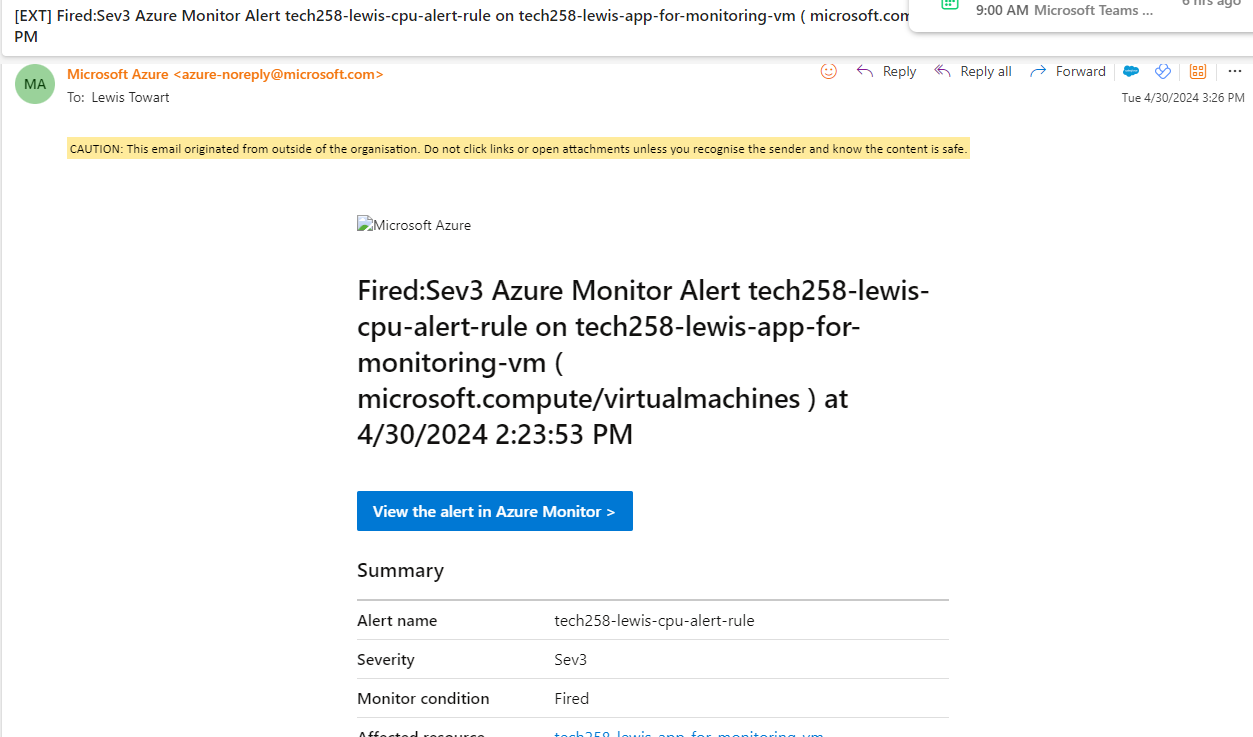 [EXT] Fired:Sev3 Azure Monitor Alert tech258-lewis-cpu-alert-rule on tech258-lewis-app-for-monitoring-vm ( microsoft.com
PM
9:00 AM Microsoft Teams ...
6 hrs ago
MA
Microsoft Azure <azure-noreply@microsoft.com>
Reply
Reply all
Forward
To: Lewis Towart
Tue 4/30/2024 3:26 PM
CAUTION: This email originated from outside of the organisation. Do not click links or open attachments unless you recognise the sender and know the content is safe.
Microsoft Azure
Fired:Sev3 Azure Monitor Alert tech258-lewis-
cpu-alert-rule on tech258-lewis-app-for-
monitoring-vm (
microsoft.compute/virtualmachines ) at
4/30/2024 2:23:53 PM
View the alert in Azure Monitor >
Summary
Alert name tech258-lewis-cpu-alert-rule
Severity Sev3
Monitor condition Fired
Affected resource tech258-lewis-app-for-monitoring-vm